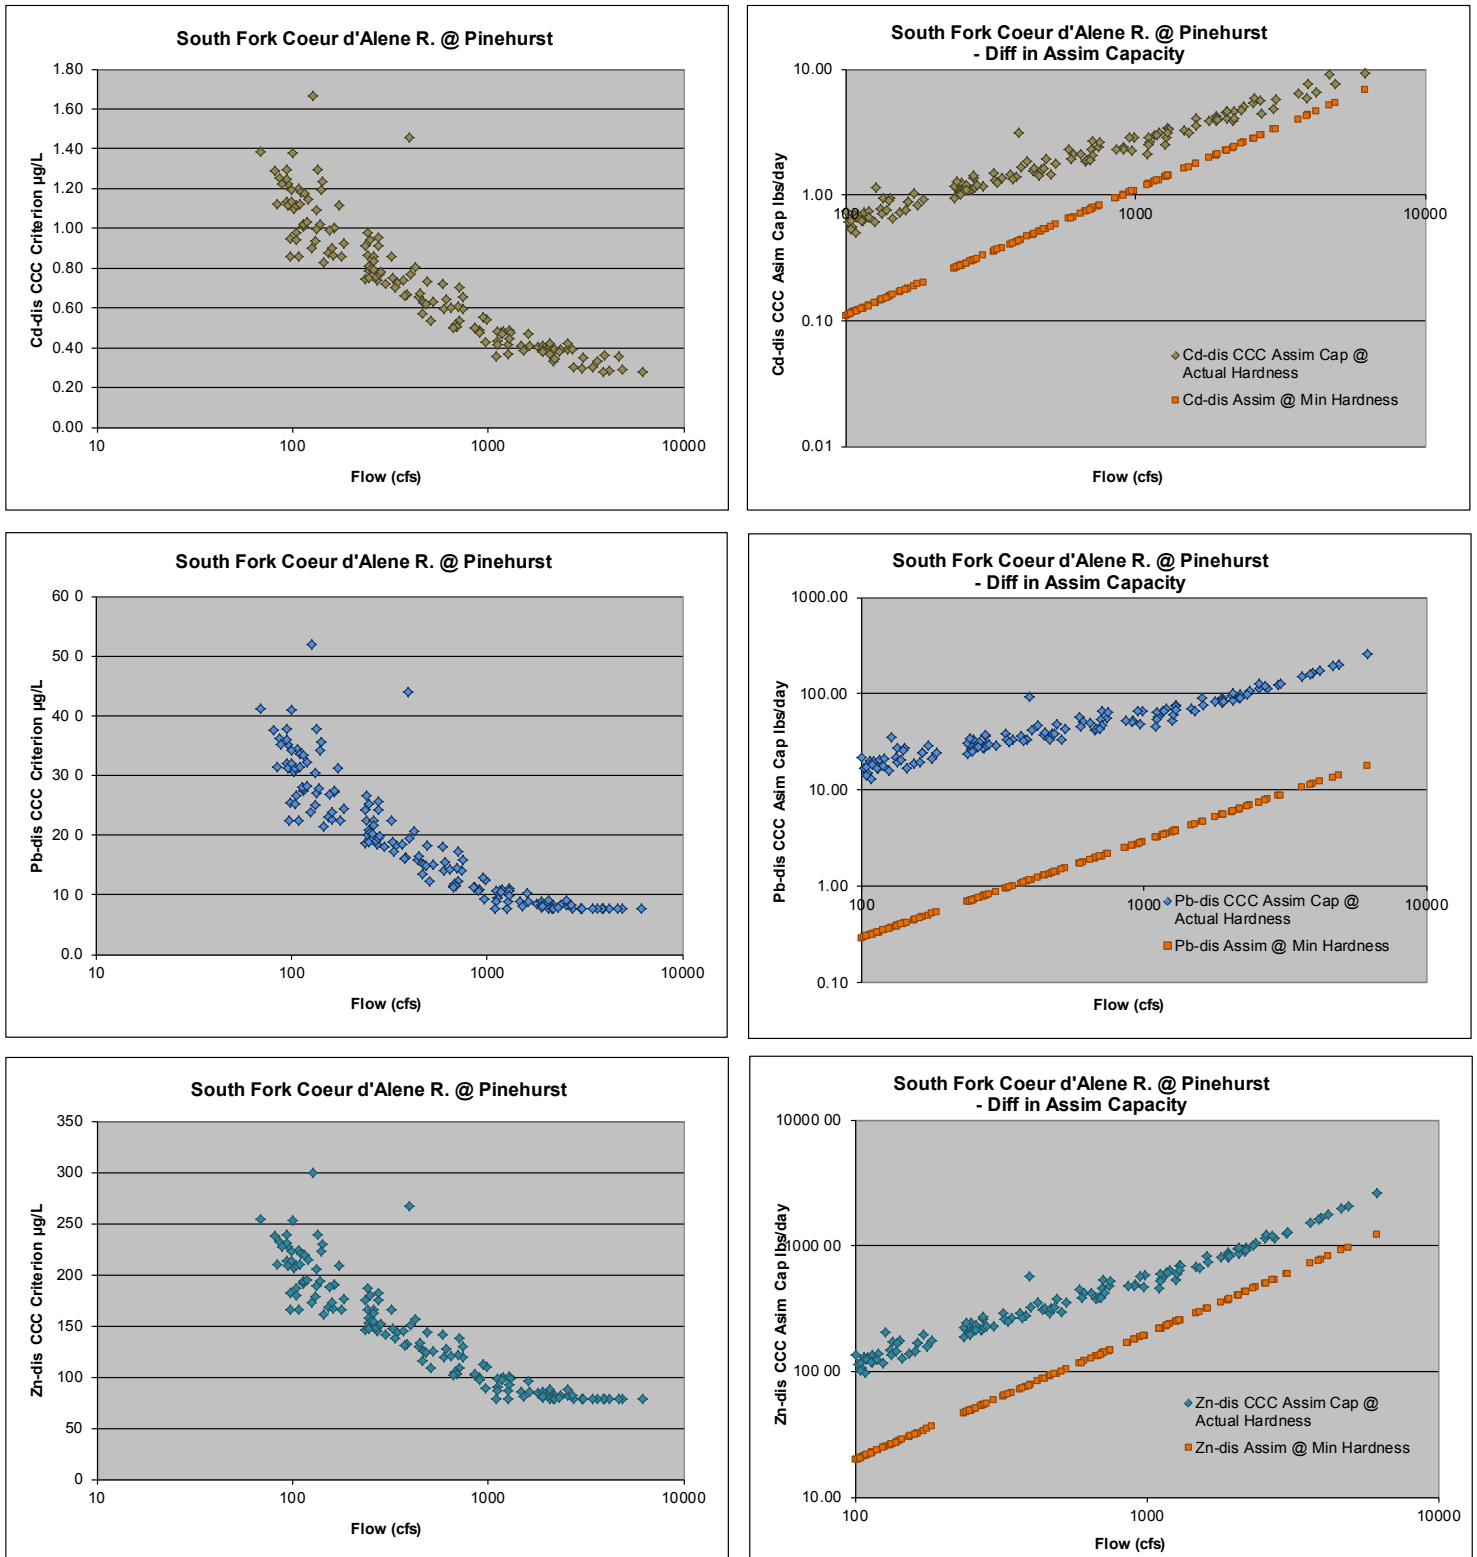 South Fork Coeur d'Alene R. @ Pinehurst
Cd-dis CCC Criterion µg/L
1.80
1.60
1.40
1.20
1.00
0.80
0.60
0.40
0.20
0.00
10
100
1000
10000
Flow (cfs)
South Fork Coeur d'Alene R. @ Pinehurst
- Diff in Assim Capacity
Cd-dis CCC Asim Cap lbs/day
10.00
1.00
0.10
0.01
100
1000
10000
Cd-dis CCC Assim Cap @
Actual Hardness
Cd-dis Assim @ Min Hardness
Flow (cfs)
South Fork Coeur d'Alene R. @ Pinehurst
Pb-dis CCC Criterion µg/L
60 0
50 0
40 0
30 0
20 0
10 0
0.0
10
100
1000
10000
Flow (cfs)
South Fork Coeur d'Alene R. @ Pinehurst
- Diff in Assim Capacity
Pb-dis CCC Asim Cap lbs/day
1000.00
100.00
10.00
1.00
0.10
100
1000
10000
Pb-dis CCC Assim Cap @
Actual Hardness
Pb-dis Assim @ Min Hardness
Flow (cfs)
South Fork Coeur d'Alene R. @ Pinehurst
Zn-dis CCC Criterion µg/L
350
300
250
200
150
100
50
0
10
100
1000
10000
Flow (cfs)
South Fork Coeur d'Alene R. @ Pinehurst
- Diff in Assim Capacity
Zn-dis CCC Asim Cap lbs/day
10000 00
1000 00
100.00
10.00
Zn-dis CCC Assim Cap @
Actual Hardness
Zn-dis Assim @ Min Hardness
100
1000
10000
Flow (cfs)